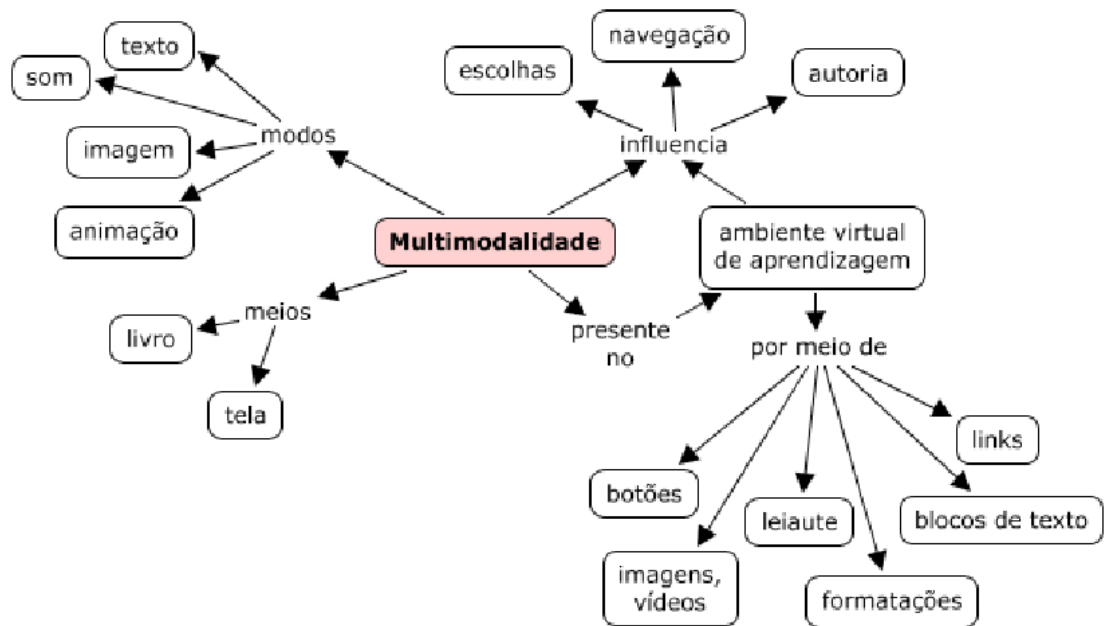 texto
som
modos
imagem
animação
navegação
escolhas
autoria
influencia
Multimodalidade
ambiente virtual
de aprendizagem
meios
livro
tela
presente
no
por meio de
links
botões
leiaute
blocos de texto
imagens,
vídeos
formatações